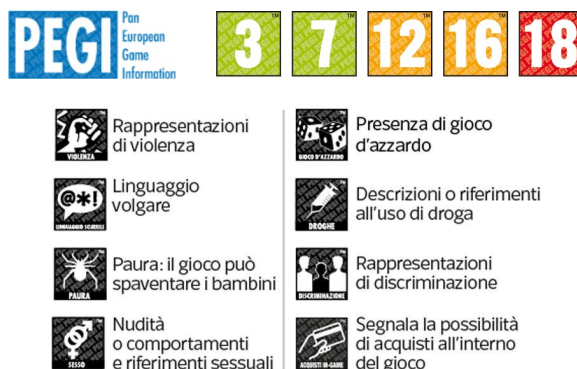 PEGI
Pan
European
Game
Information
3
7
12
16
18
VIOLENZA
Rappresentazioni
di violenza
LINGUAGGIO SCURRILE
@*!
Linguaggio
volgare
PAURA
Paura: il gioco può
spaventare i bambini
SESSO
Nudità
o comportamenti
e riferimenti sessuali
GIOCO D'AZZARDO
Presenza di gioco
d'azzardo
DROGHE
Descrizioni o riferimenti
all'uso di droga
DISCRIMINAZIONE
Rappresentazioni
di discriminazione
ACQUISTI IN-GAME
Segnala la possibilità
di acquisti all'interno
del gioco